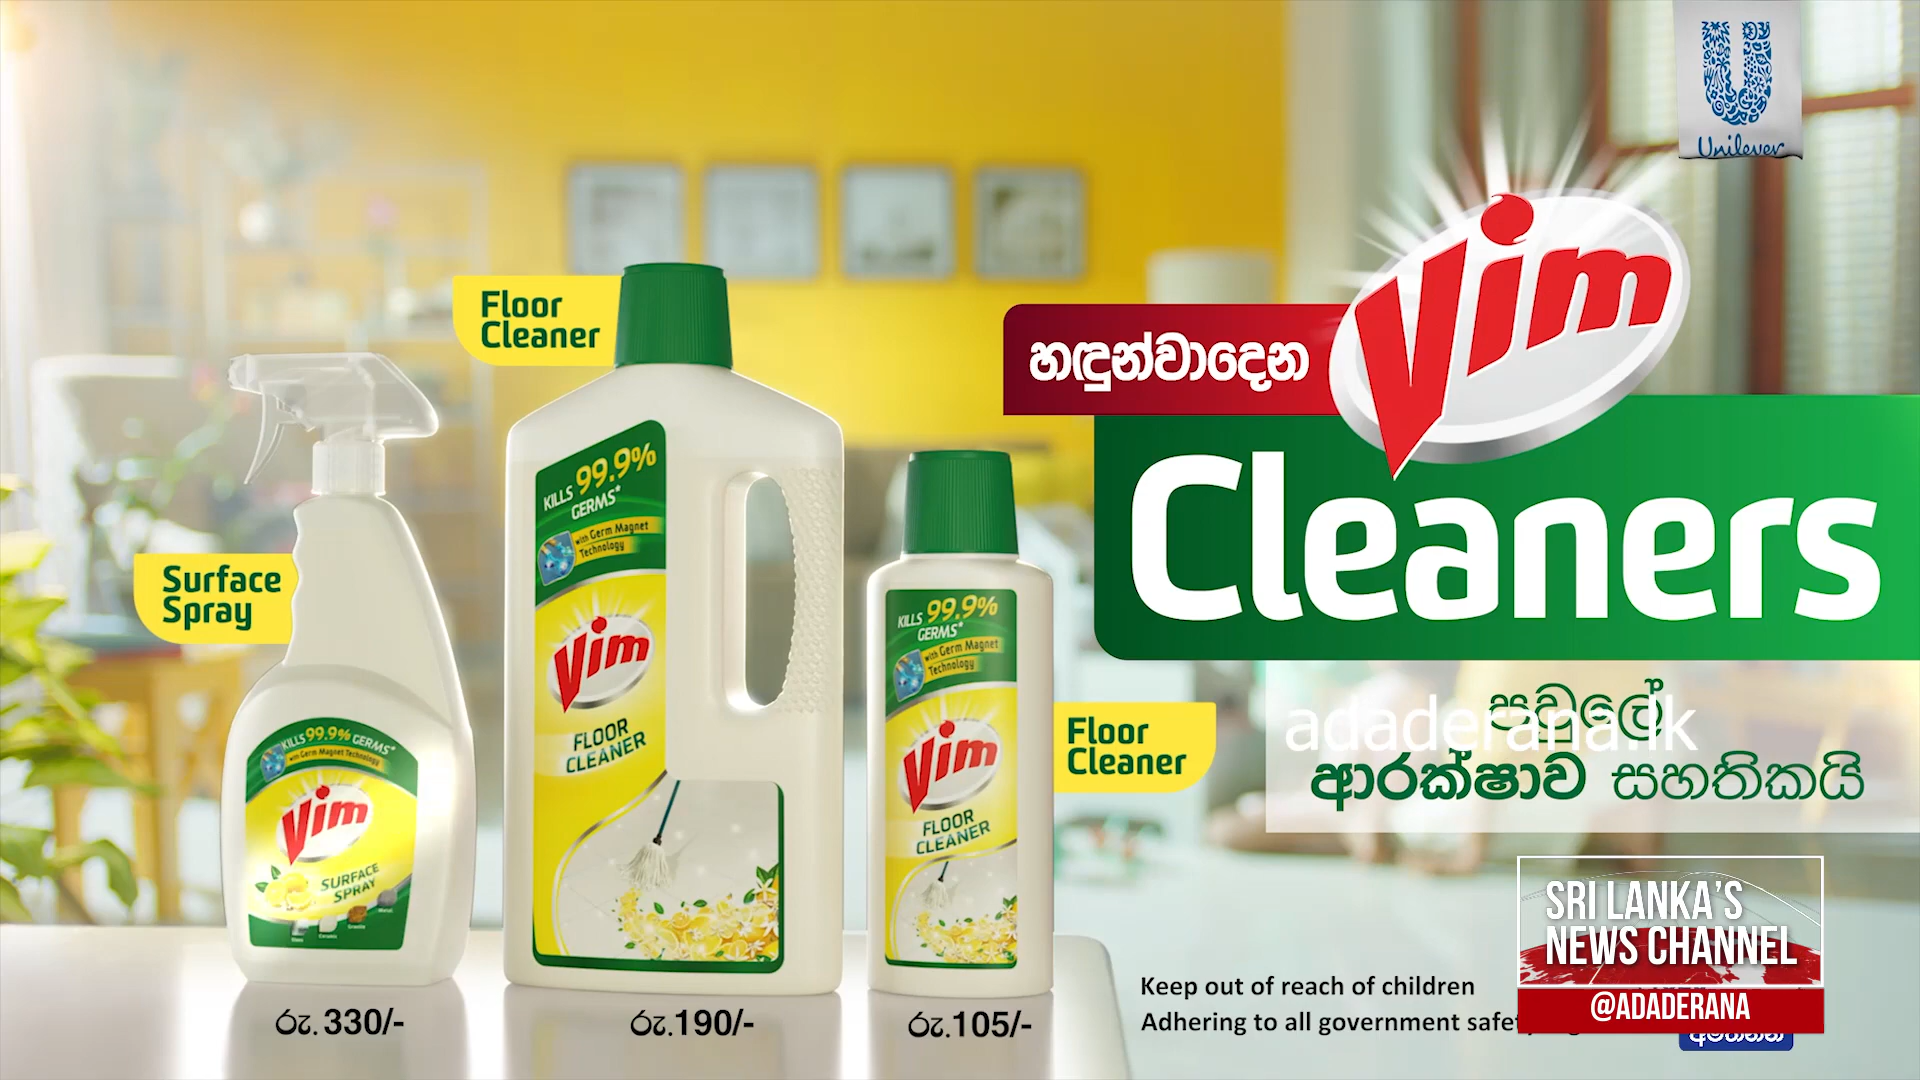 Unilever
Vim
හඳුන්වාදෙන
Cleaners
පවුලේ
ආරක්ෂාව සහතිකයි
adaderana.lk
Floor
Cleaner
Surface
Spray
Floor
Cleaner
KILLS 99.9% GERMS*
with Germ Magnet Technology
Vim
SURFACE
SPRAY
KILLS 99.9%
GERMS*
with Germ Magnet
Technology
Vim
FLOOR
CLEANER
KILLS 99.9%
GERMS*
with Germ Magnet
Technology
Vim
FLOOR
CLEANER
රු. 330/-
රු.190/-
රු.105/-
Keep out of reach of children
Adhering to all government
SRI LANKA'S
NEWS CHANNEL
@ADADERANA